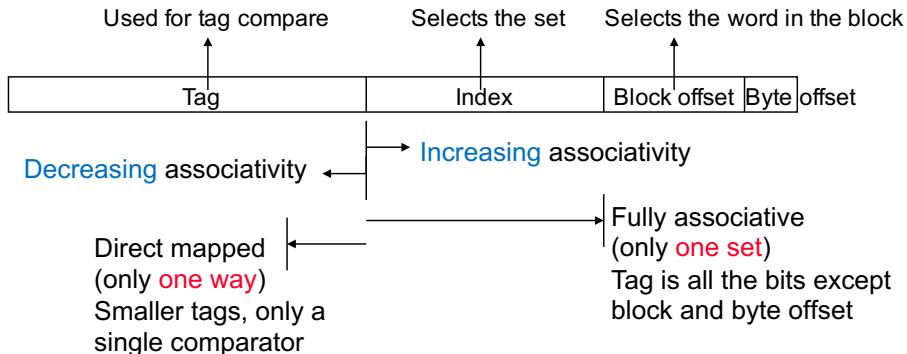 Used for tag compare
Selects the set
Selects the word in the block
Tag
Index
Block offset
Byte offset
Decreasing associativity
Increasing associativity
Direct mapped
(only one way)
Smaller tags, only a
single comparator
Fully associative
(only one set)
Tag is all the bits except
block and byte offset